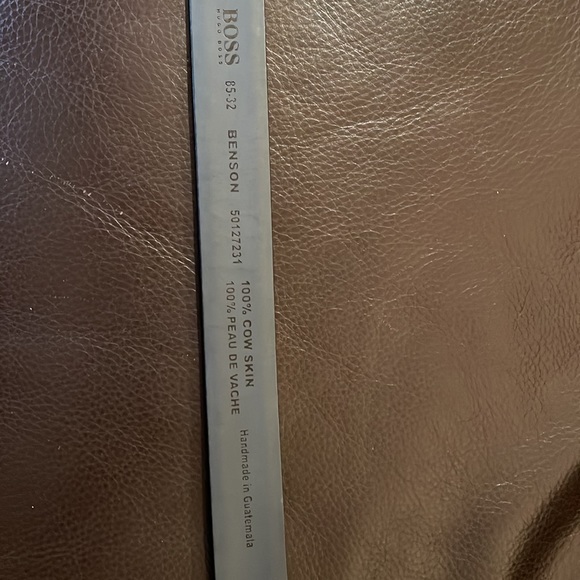 BOSS
HUGO BOSS
85-32
BENSON
50127231
100% COW SKIN
100% PEAU DE VACHE
Handmade in Guatemala